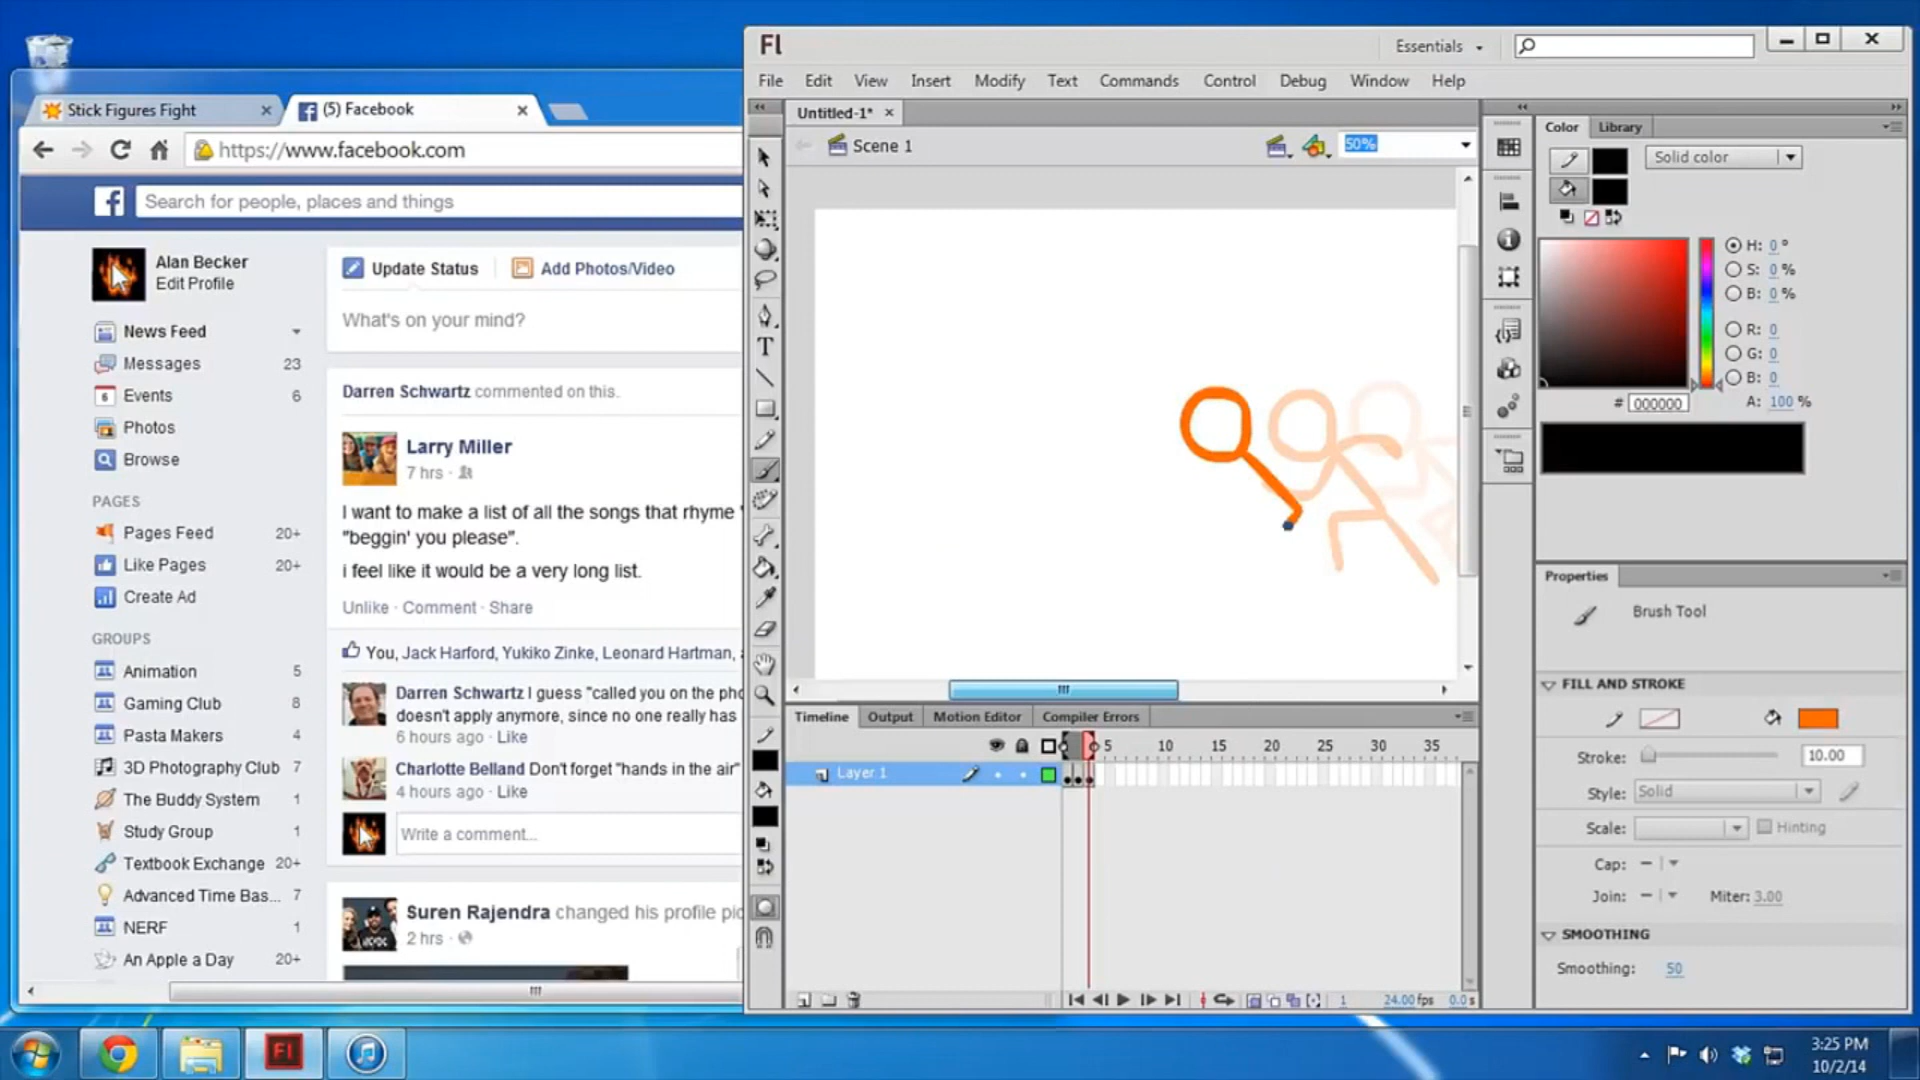 Stick Figures Fight
(5) Facebook
https://www.facebook.com
Search for people, places and things
Alan Becker
Edit Profile
News Feed
Messages 23
Events 6
Photos
Browse
PAGES
Pages Feed 20+
Like Pages 20+
Create Ad
GROUPS
Animation 5
Gaming Club 8
Pasta Makers 4
3D Photography Club 7
The Buddy System 1
Study Group 1
Textbook Exchange 20+
Advanced Time Bas... 7
NERF 1
An Apple a Day 20+
Update Status
Add Photos/Video
What's on your mind?
Darren Schwartz commented on this.
Larry Miller
7 hrs ·
I want to make a list of all the songs that rhyme "
"beggin' you please".
i feel like it would be a very long list.
Unlike · Comment · Share
You, Jack Harford, Yukiko Zinke, Leonard Hartman,
Darren Schwartz I guess "called you on the pho
doesn't apply anymore, since no one really has
6 hours ago · Like
Charlotte Belland Don't forget "hands in the air"
4 hours ago · Like
Write a comment...
Suren Rajendra changed his profile pic
2 hrs ·
Fl
Essentials
File Edit View Insert Modify Text Commands Control Debug Window Help
Untitled-1*
Scene 1
50%
Timeline Output Motion Editor Compiler Errors
5 10 15 20 25 30 35
Layer 1
1 24.00fps 0.0s
Color Library
Solid color
H: 0 °
S: 0 %
B: 0 %
R: 0
G: 0
B: 0
# 000000
A: 100 %
Properties
Brush Tool
FILL AND STROKE
Stroke: 10.00
Style: Solid
Scale: Hinting
Cap:
Join: Miter: 3.00
SMOOTHING
Smoothing: 50
Fl
3:25 PM
10/2/14